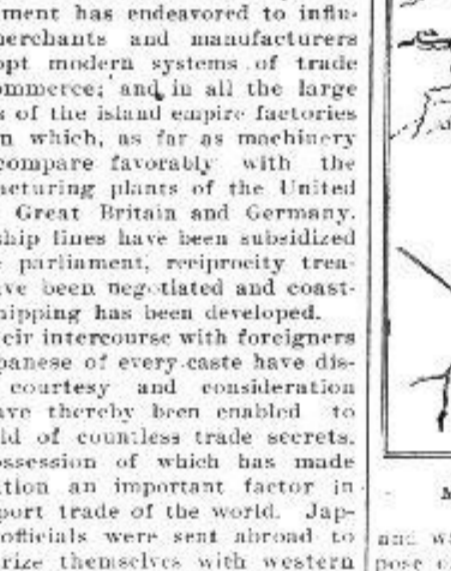 ment has endeavored to influ-
merchants and manufacturers
opt modern systems of trade
ommerce; and in all the large
s of the island empire factories
n which, as far as machinery
compare favorably with the
acturing plants of the United
Great Britain and Germany.
ship lines have been subsidized
parliament, reciprocity trea-
ave been negotiated and coast-
hipping has been developed.
eir intercourse with foreigners
panese of every caste have dis-
courtesy and consideration
ave thereby been enabled to
ld of countless trade secrets,
ossession of which has made
ation an important factor in
port trade of the world. Jap-
officials were sent abroad to
rize themselves with western
M
and w
pose o